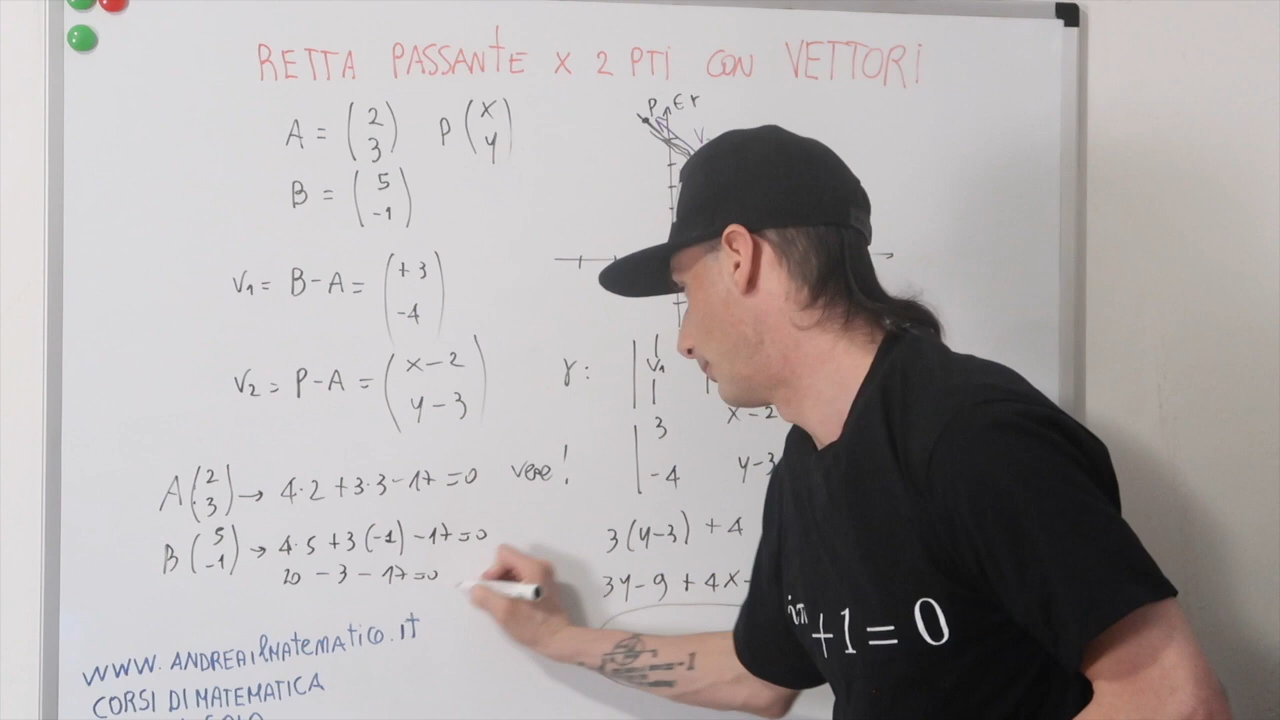 RETTA PASSANtE x 2 PTi CON VETTORI
A = (2 3) P (x y)
B = (5 -1)
P ∈ r
V₁ = B-A = (+3 -4)
V₂ = P-A = (x-2 y-3)
r: | V₁
3 x-2
-4 y-3
A(2 3) → 4·2 +3·3-17=0 vere!
B(5 -1) → 4·5 +3(-1)-17=0
20 -3 -17=0
3(y-3) +4
3y-9 +4x-
iπ +1=0
WWW.ANDREAilMATEMATICO.it
CORSI DI MATEMATICA